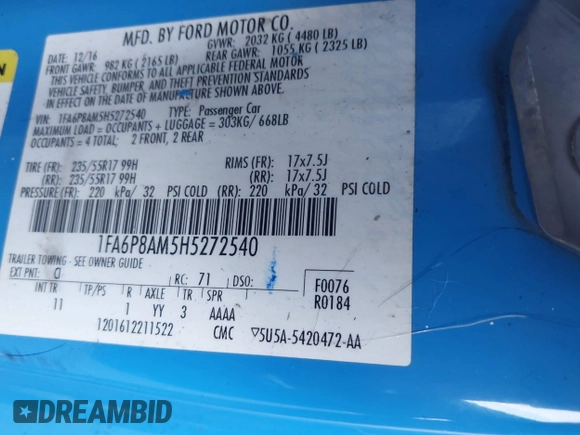 MFD. BY FORD MOTOR CO.
DATE: 12/16 GVWR: 2032 KG ( 4480 LB)
FRONT GAWR: 982 KG ( 2165 LB) REAR GAWR: 1055 KG ( 2325 LB)
THIS VEHICLE CONFORMS TO ALL APPLICABLE FEDERAL MOTOR
VEHICLE SAFETY, BUMPER, AND THEFT PREVENTION STANDARDS
IN EFFECT ON THE DATE OF MANUFACTURE SHOWN ABOVE.
VIN: 1FA6P8AM5H5272540 TYPE: Passenger Car
MAXIMUM LOAD = OCCUPANTS + LUGGAGE = 303KG/ 668LB
OCCUPANTS = 4 TOTAL; 2 FRONT, 2 REAR
TIRE (FR): 235/55R17 99H RIMS (FR): 17x7.5J
(RR): 235/55R17 99H (RR): 17x7.5J
PRESSURE (FR): 220 kPa/ 32 PSI COLD (RR): 220 kPa/ 32 PSI COLD
1FA6P8AM5H5272540
TRAILER TOWING - SEE OWNER GUIDE
EXT PNT: CI RC: 71 DSO: F0076
INT TR TP/PS R AXLE TR SPR R0184
11 1 YY 3 AAAA
1201612211522 CMC ▽5U5A-5420472-AA
DREAMBID